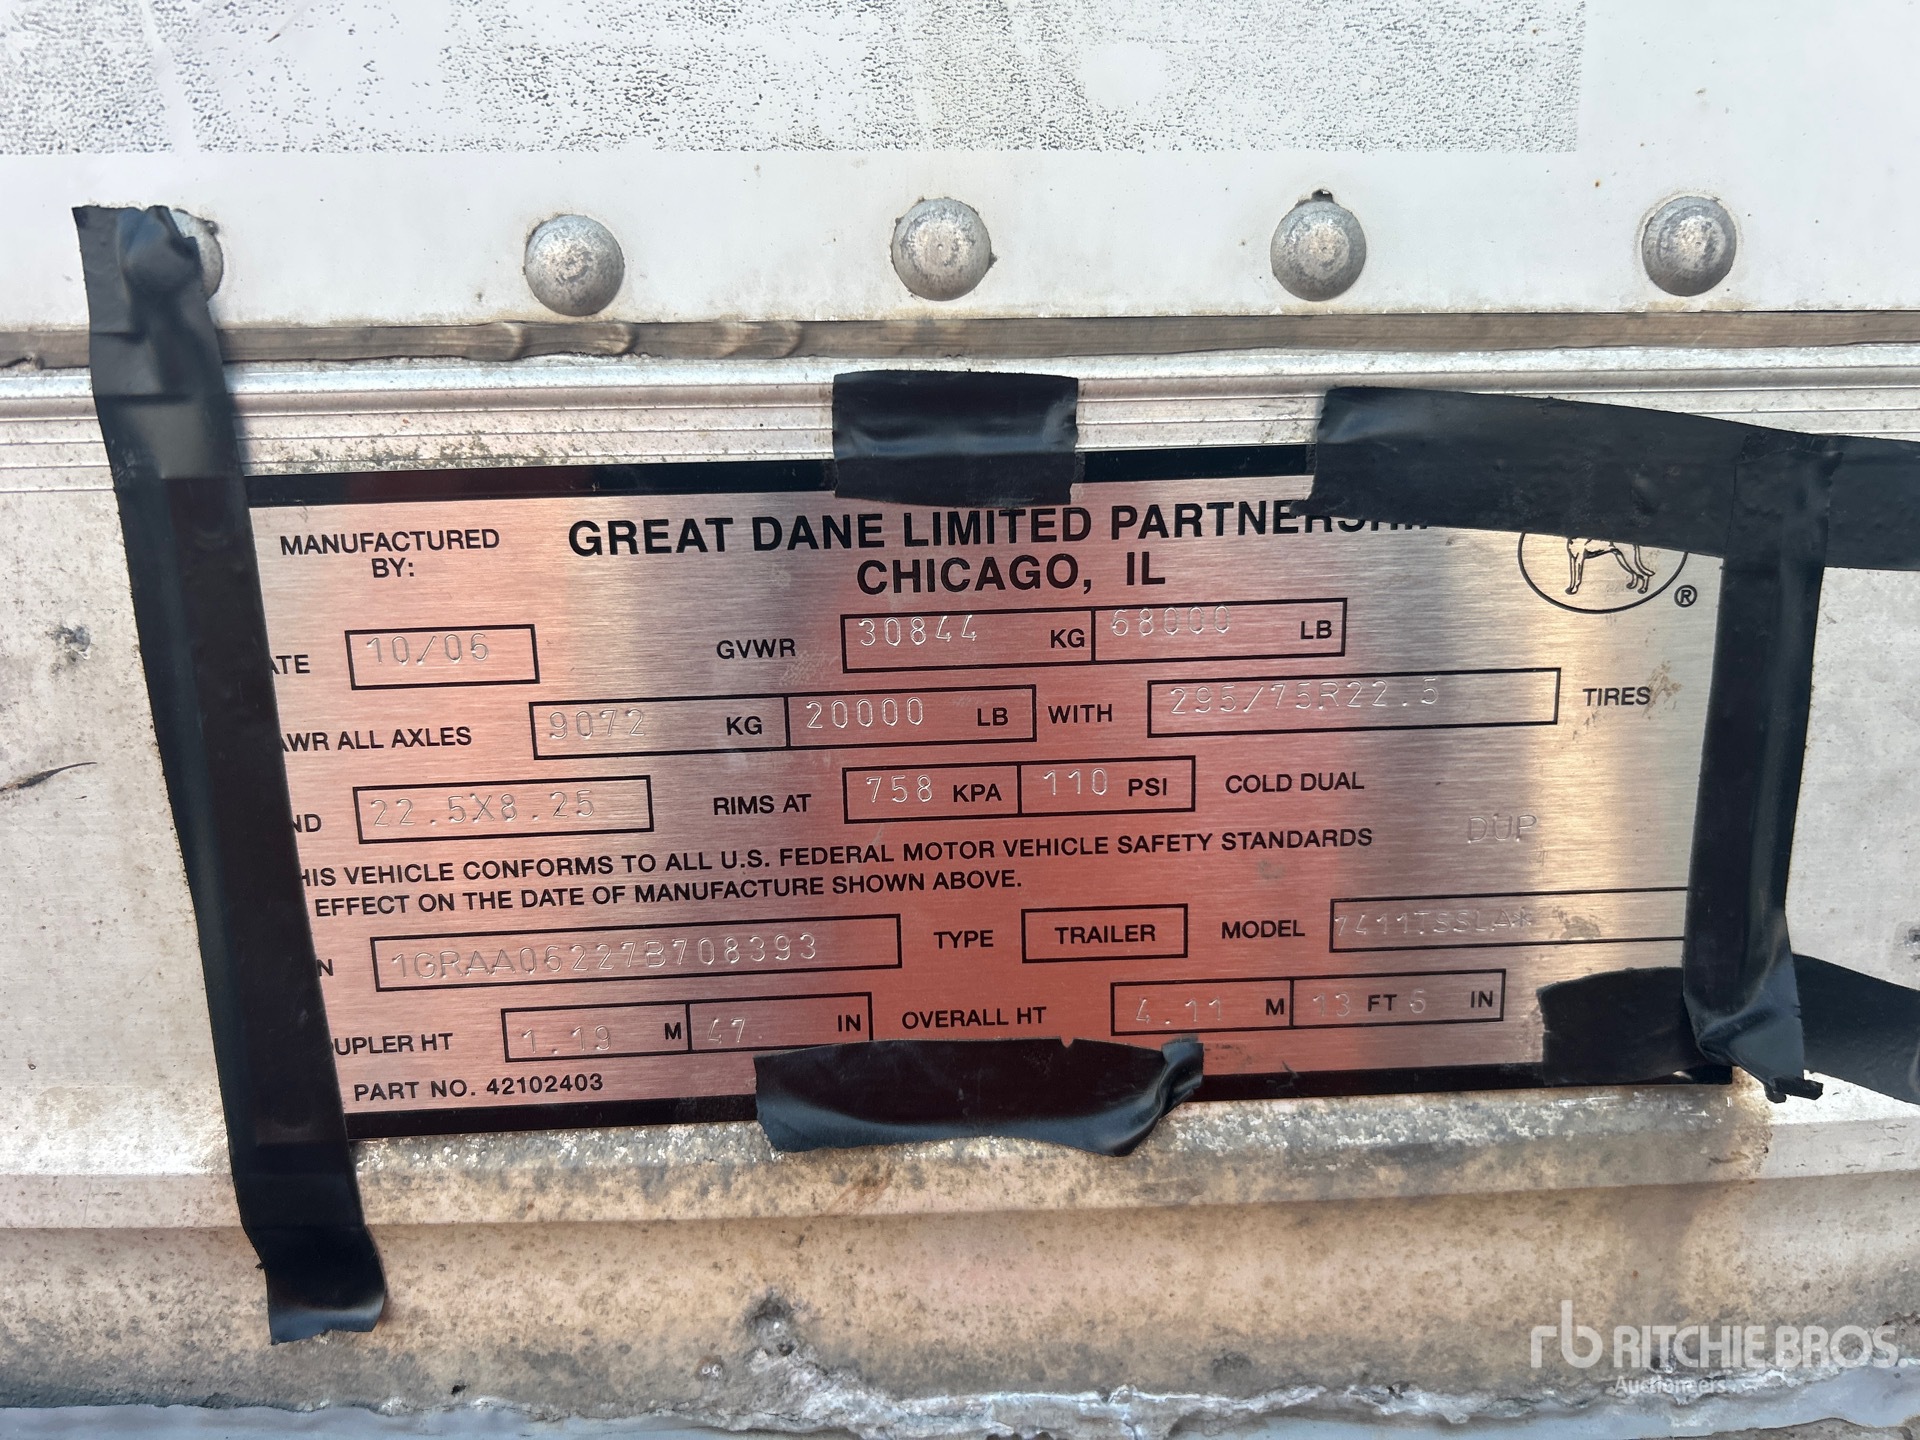 MANUFACTURED BY: GREAT DANE LIMITED PARTNERSHI
CHICAGO, IL
®
ATE 10/06 GVWR 30844 KG 68000 LB
AWR ALL AXLES 9072 KG 20000 LB WITH 295/75R22.5 TIRES
ND 22.5X8.25 RIMS AT 758 KPA 110 PSI COLD DUAL
DUP
HIS VEHICLE CONFORMS TO ALL U.S. FEDERAL MOTOR VEHICLE SAFETY STANDARDS
EFFECT ON THE DATE OF MANUFACTURE SHOWN ABOVE.
N 1GRAA06227B708393 TYPE TRAILER MODEL 7411TSSLAR
UPLER HT 1.19 M 47. IN OVERALL HT 4.11 M 13 FT 6 IN
PART NO. 42102403
rb RITCHIE BROS.
Auctioneers